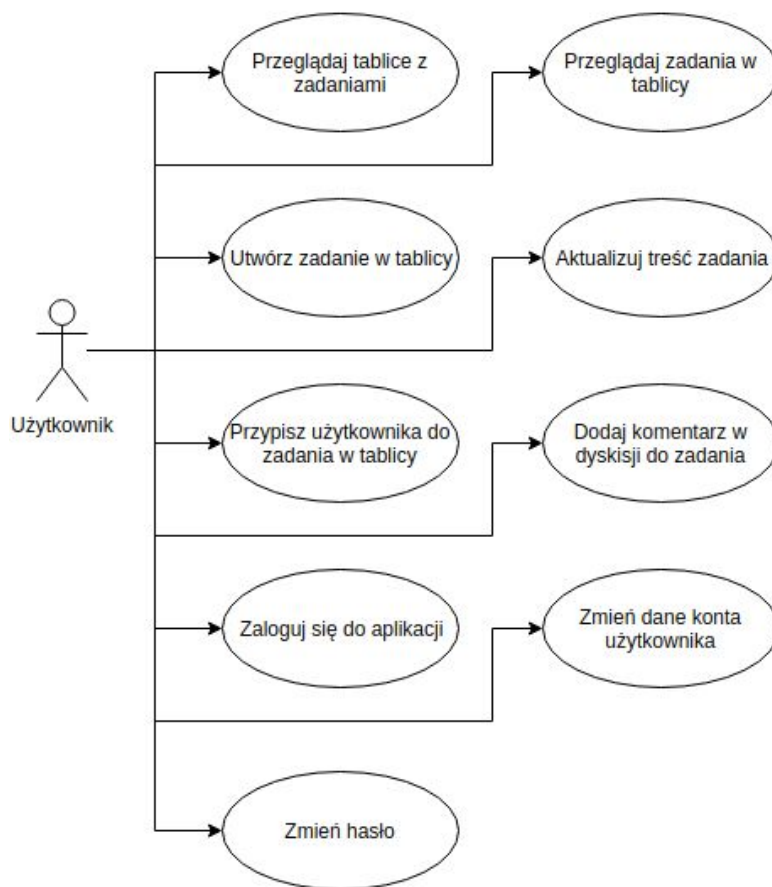 Przeglądaj tablice z
zadaniami
Przeglądaj zadania w
tablicy
Utwórz zadanie w tablicy
Aktualizuj treść zadania
Użytkownik
Przypisz użytkownika do
zadania w tablicy
Dodaj komentarz w
dyskisji do zadania
Zaloguj się do aplikacji
Zmień dane konta
użytkownika
Zmień hasło